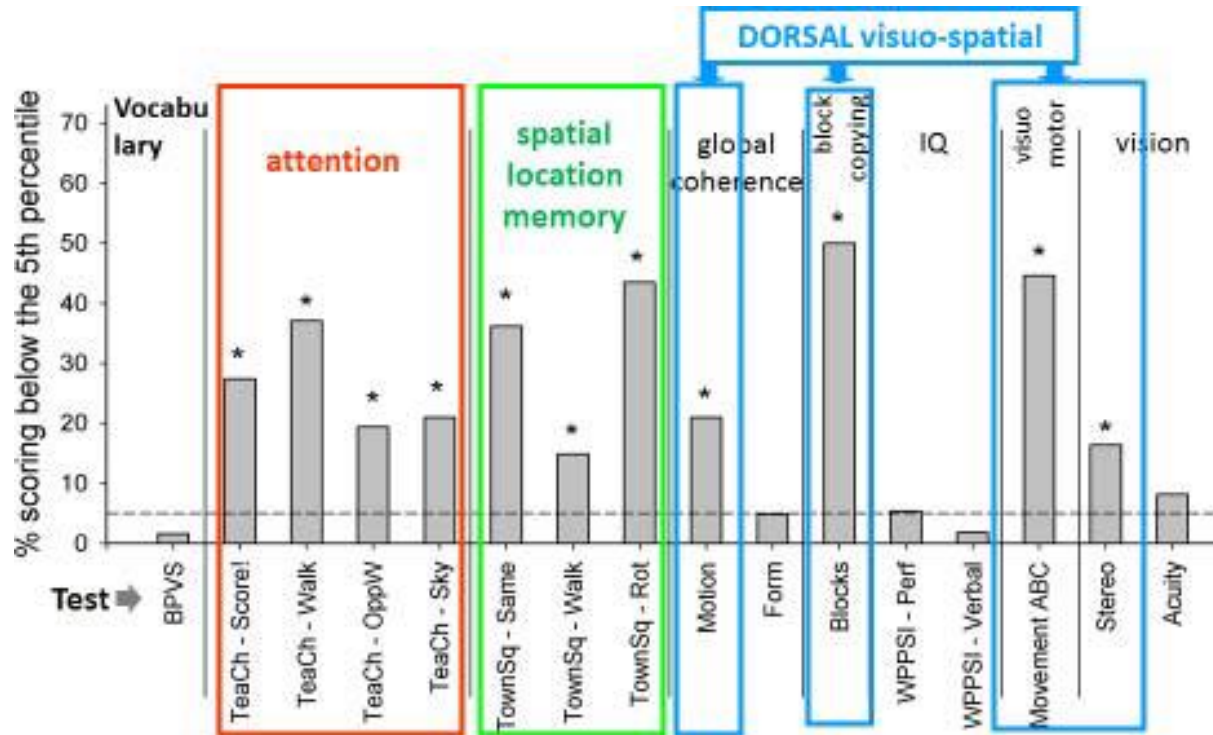 DORSAL visuo-spatial
% scoring below the 5th percentile
70
60
50
40
30
20
10
0
Vocabu
lary
attention
spatial
location
memory
global
coherence
block
copying
IQ
visuo
motor
vision
*
*
*
*
*
*
*
*
*
*
*
Test
BPVS
TeaCh - Score!
TeaCh - Walk
TeaCh - OppW
TeaCh - Sky
TownSq - Same
TownSq - Walk
TownSq - Rot
Motion
Form
Blocks
WPPSI - Perf
WPPSI - Verbal
Movement ABC
Stereo
Acuity